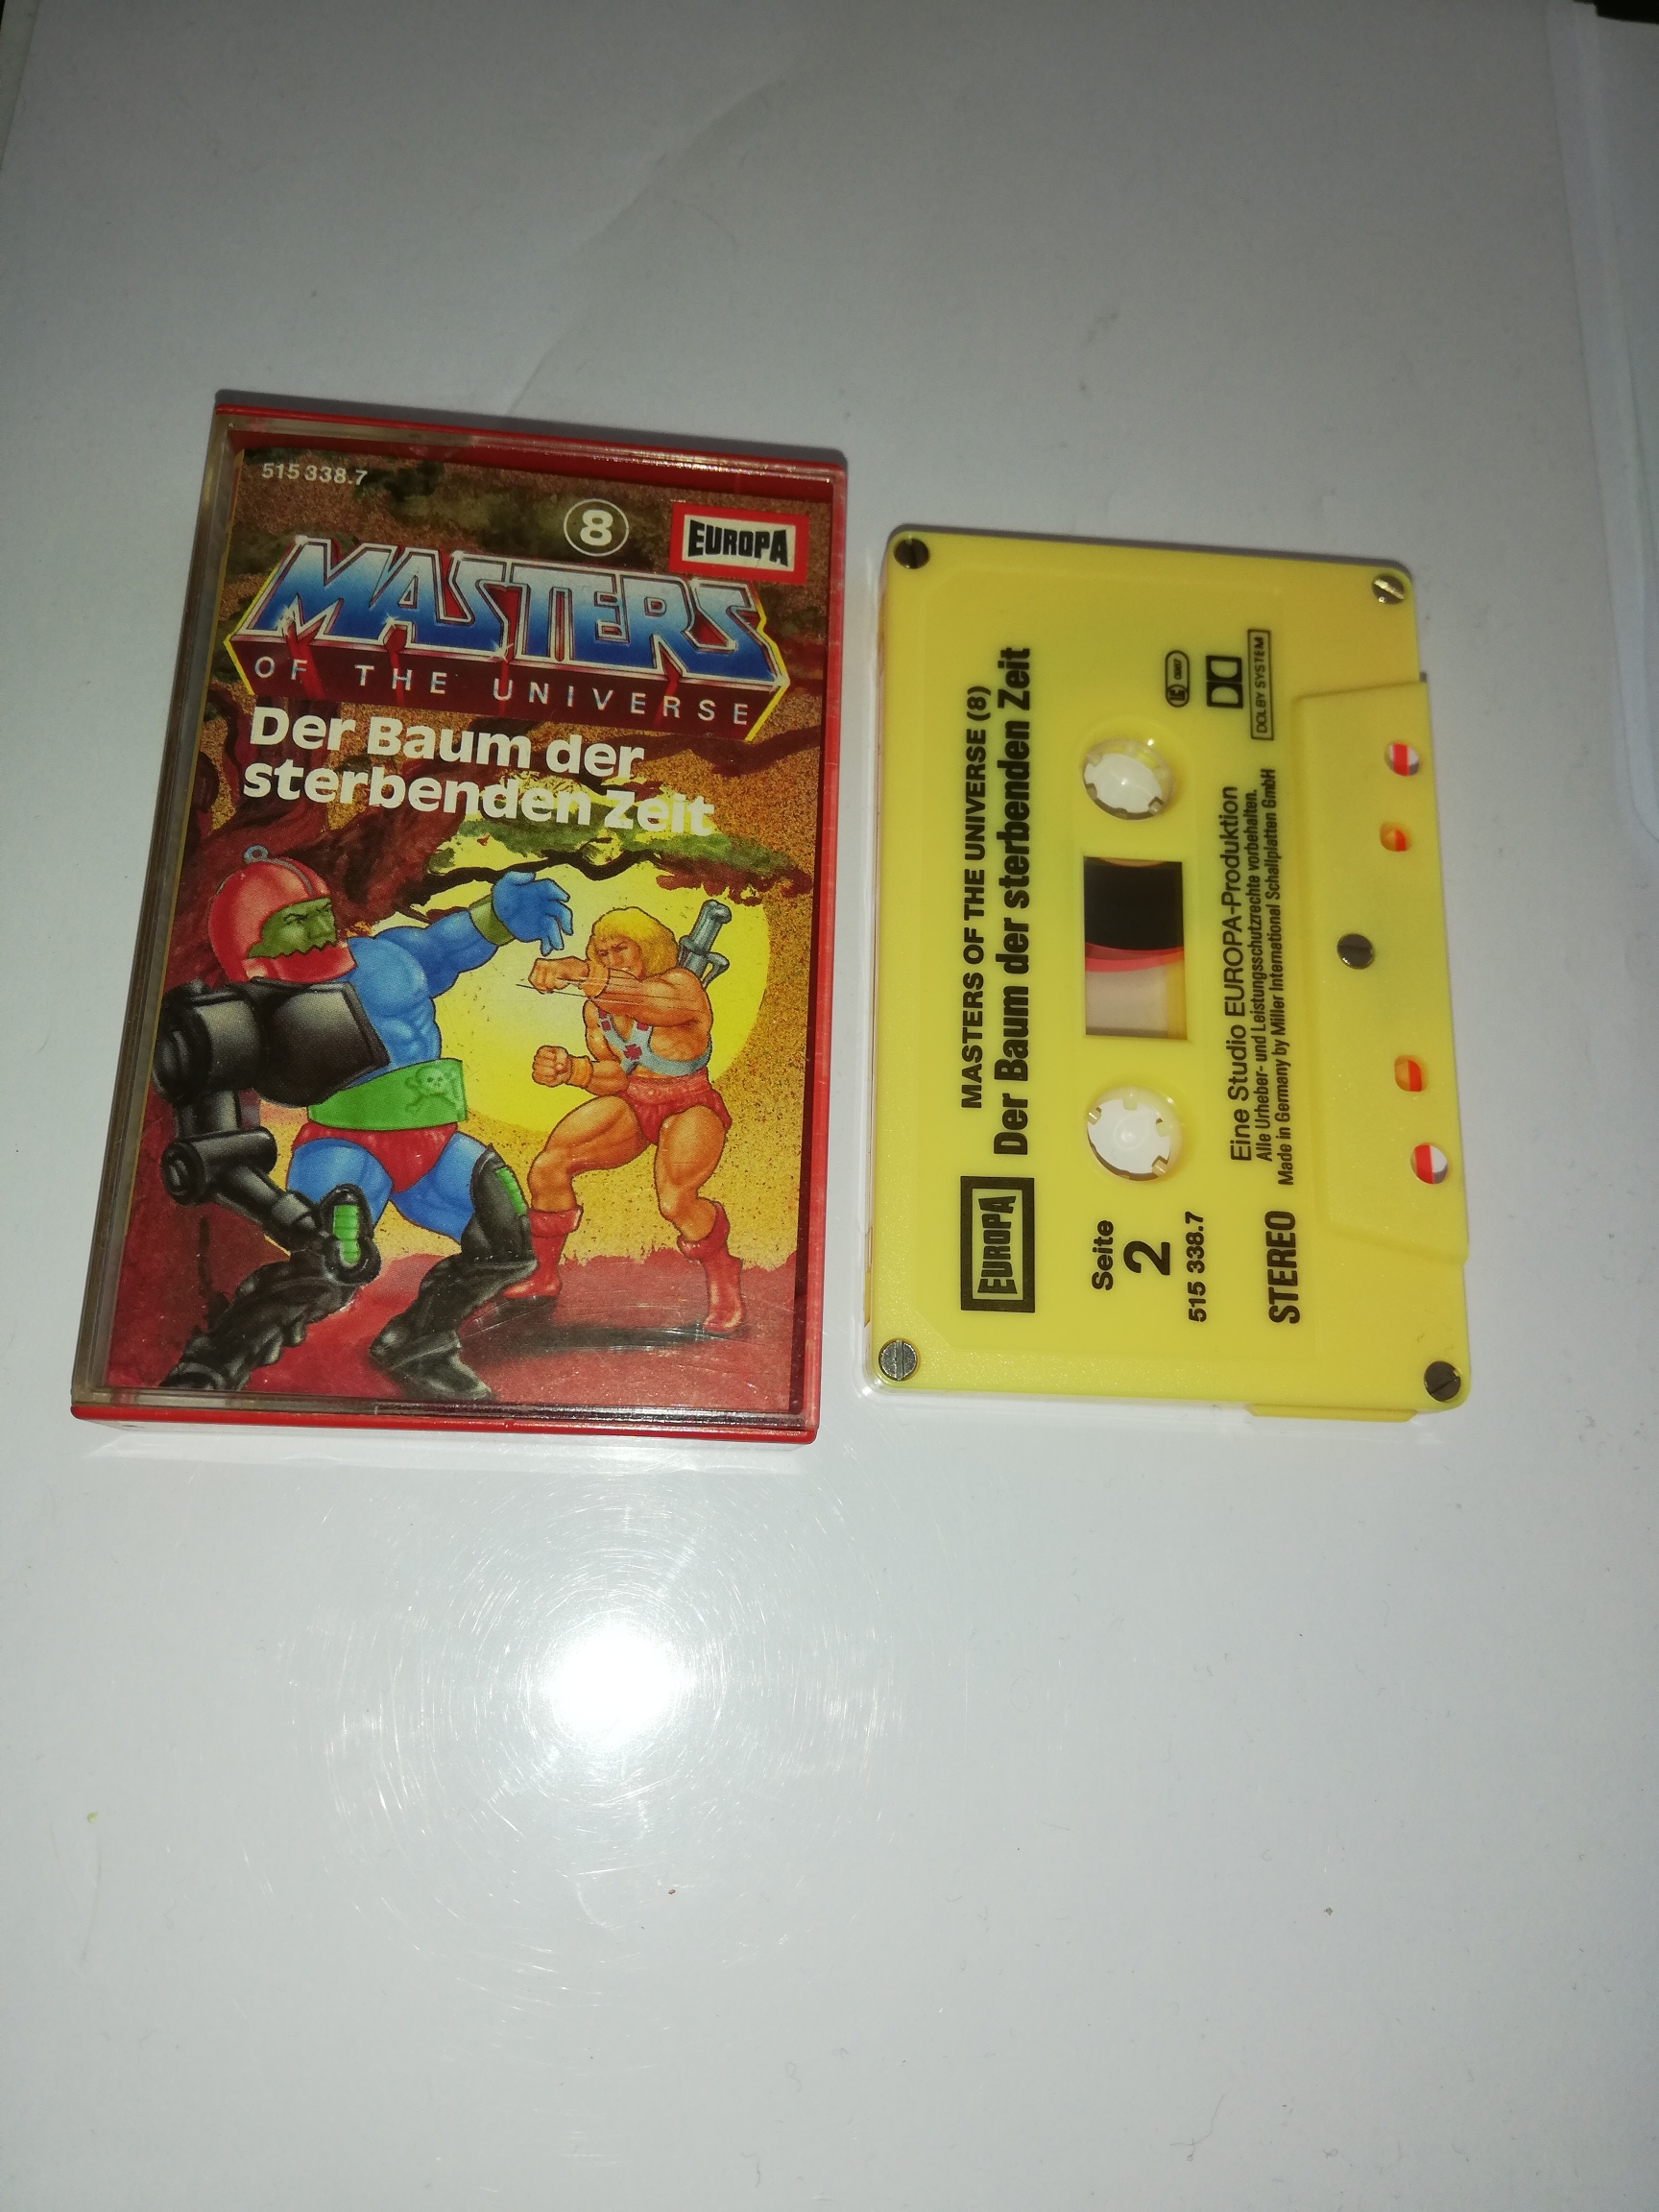 515 338.7
8
EUROPA
MASTERS
OF THE UNIVERSE
Der Baum der
sterbenden Zeit
MASTERS OF THE UNIVERSE (8)
Der Baum der sterbenden Zeit
EUROPA
Seite
2
515 338.7
DOLBY SYSTEM
Eine Studio EUROPA-Produktion
Alle Urheber- und Leistungsschutzrechte vorbehalten.
Made in Germany by Miller International Schallplatten GmbH
STEREO